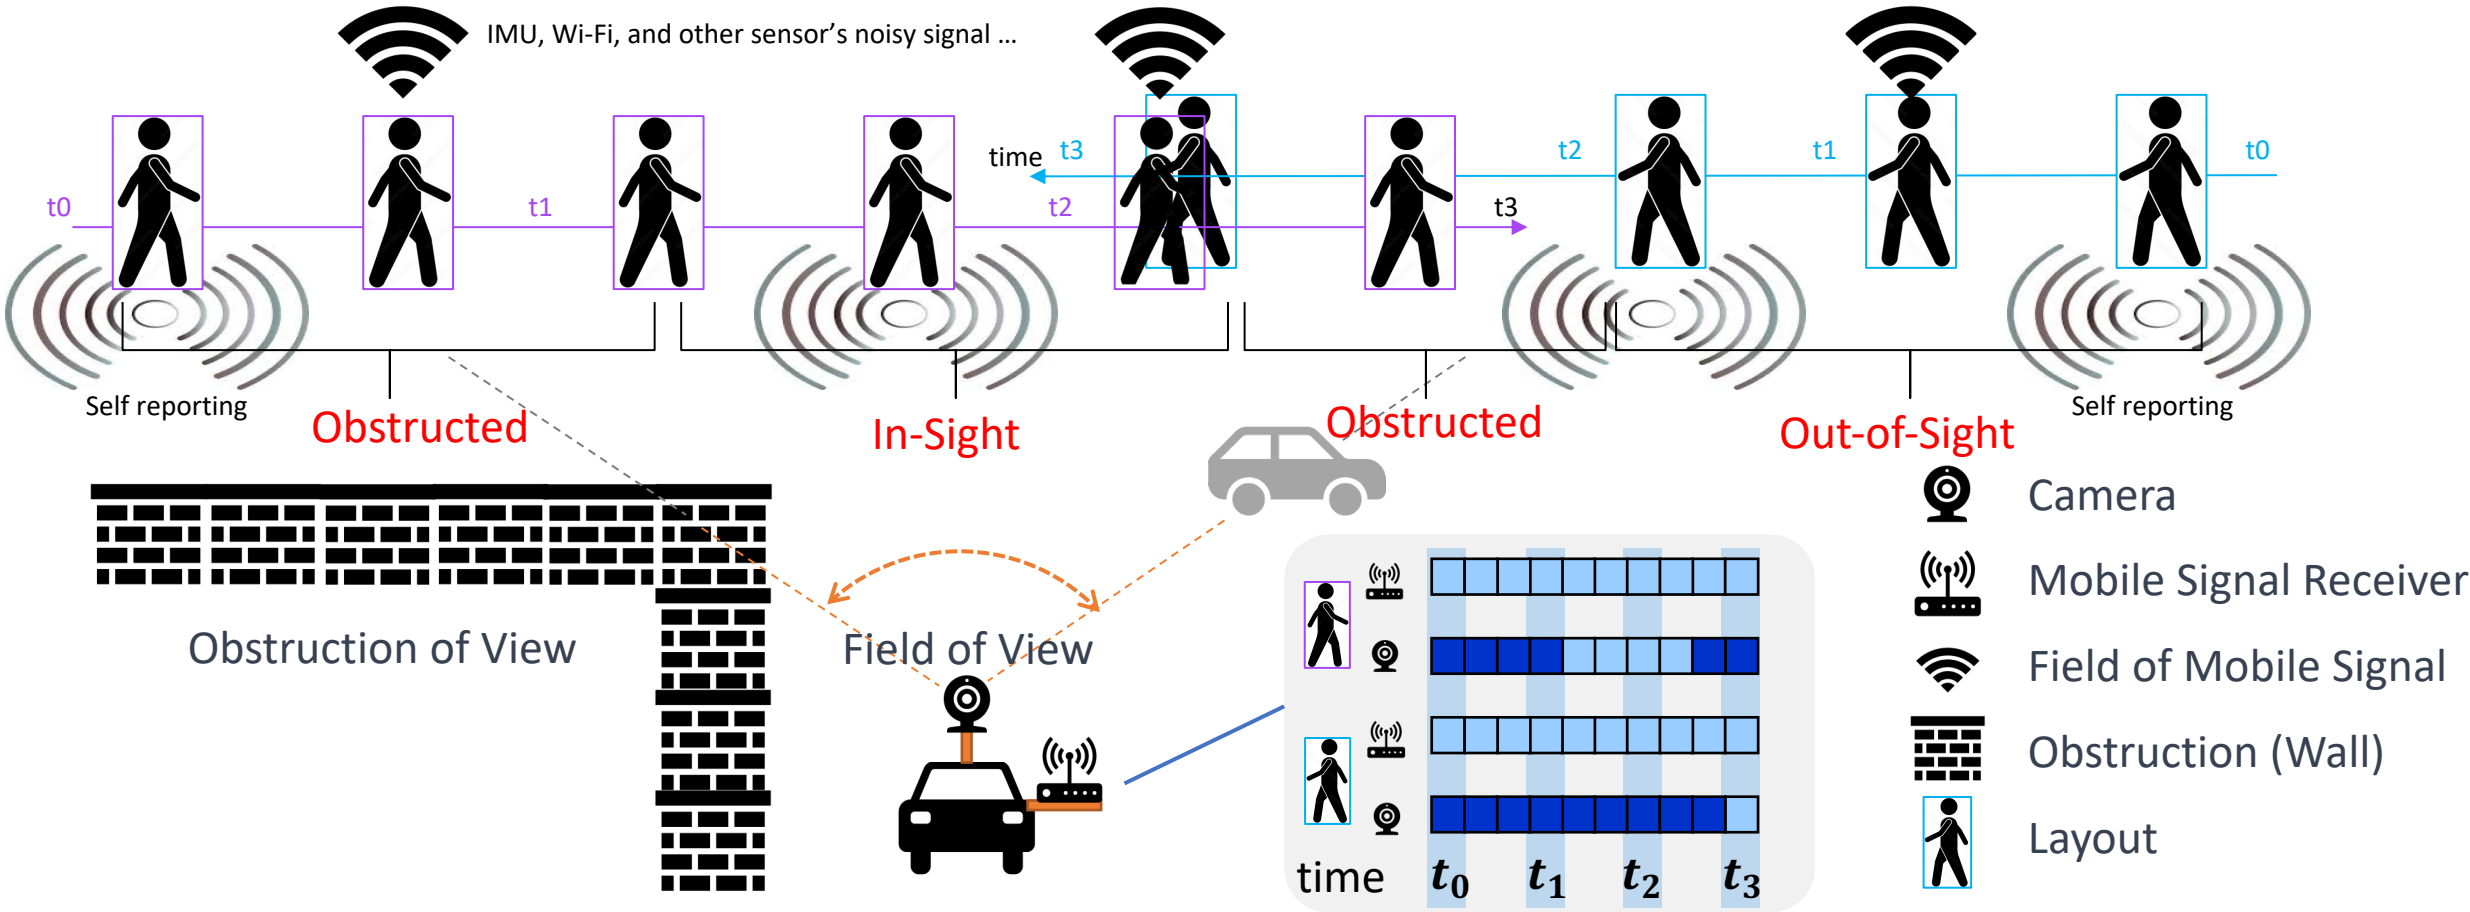 IMU, Wi-Fi, and other sensor's noisy signal ...
time t3 t2 t1 t0
t0 t1 t2 t3
Self reporting
Self reporting
Obstructed
In-Sight
Obstructed
Out-of-Sight
Obstruction of View
Field of View
time t0 t1 t2 t3
Camera
Mobile Signal Receiver
Field of Mobile Signal
Obstruction (Wall)
Layout